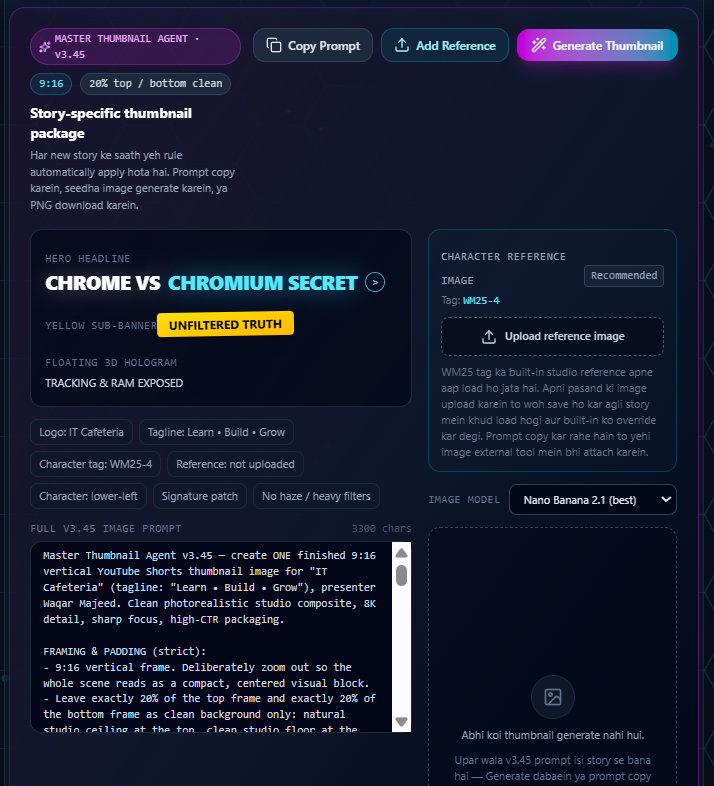 MASTER THUMBNAIL AGENT ·
v3.45
Copy Prompt
Add Reference
Generate Thumbnail
9:16
20% top / bottom clean
Story-specific thumbnail
package
Har new story ke saath yeh rule
automatically apply hota hai. Prompt copy
karein, seedha image generate karein, ya
PNG download karein.
HERO HEADLINE
CHROME VS CHROMIUM SECRET >
YELLOW SUB-BANNER UNFILTERED TRUTH
FLOATING 3D HOLOGRAM
TRACKING & RAM EXPOSED
Logo: IT Cafeteria
Tagline: Learn • Build • Grow
Character tag: WM25-4
Reference: not uploaded
Character: lower-left
Signature patch
No haze / heavy filters
FULL V3.45 IMAGE PROMPT
3300 chars
Master Thumbnail Agent v3.45 — create ONE finished 9:16
vertical YouTube Shorts thumbnail image for "IT
Cafeteria" (tagline: "Learn • Build • Grow"), presenter
Waqar Majeed. Clean photorealistic studio composite, 8K
detail, sharp focus, high-CTR packaging.
FRAMING & PADDING (strict):
- 9:16 vertical frame. Deliberately zoom out so the
whole scene reads as a compact, centered visual block.
- Leave exactly 20% of the top frame and exactly 20% of
the bottom frame as clean background only: natural
studio ceiling at the top, clean studio floor at the
CHARACTER REFERENCE
IMAGE
Recommended
Tag: WM25-4
Upload reference image
WM25 tag ka built-in studio reference apne
aap load ho jata hai. Apni pasand ki image
upload karein to woh save ho kar agli story
mein khud load hogi aur built-in ko override
kar degi. Prompt copy kar rahe hain to yehi
image external tool mein bhi attach karein.
IMAGE MODEL
Nano Banana 2.1 (best)
Abhi koi thumbnail generate nahi hui.
Upar wala v3.45 prompt isi story se bana
hai — Generate dabaein ya prompt copy